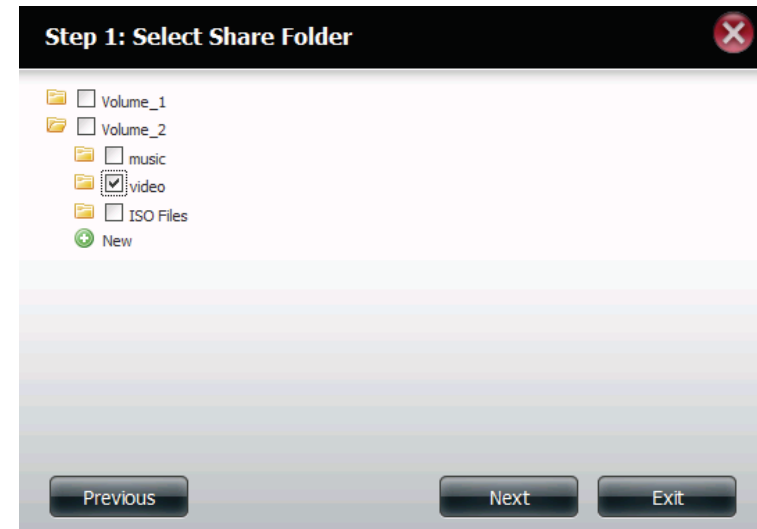 Step 1: Select Share Folder
Volume_1
Volume_2
music
video
ISO Files
New
Previous Next Exit